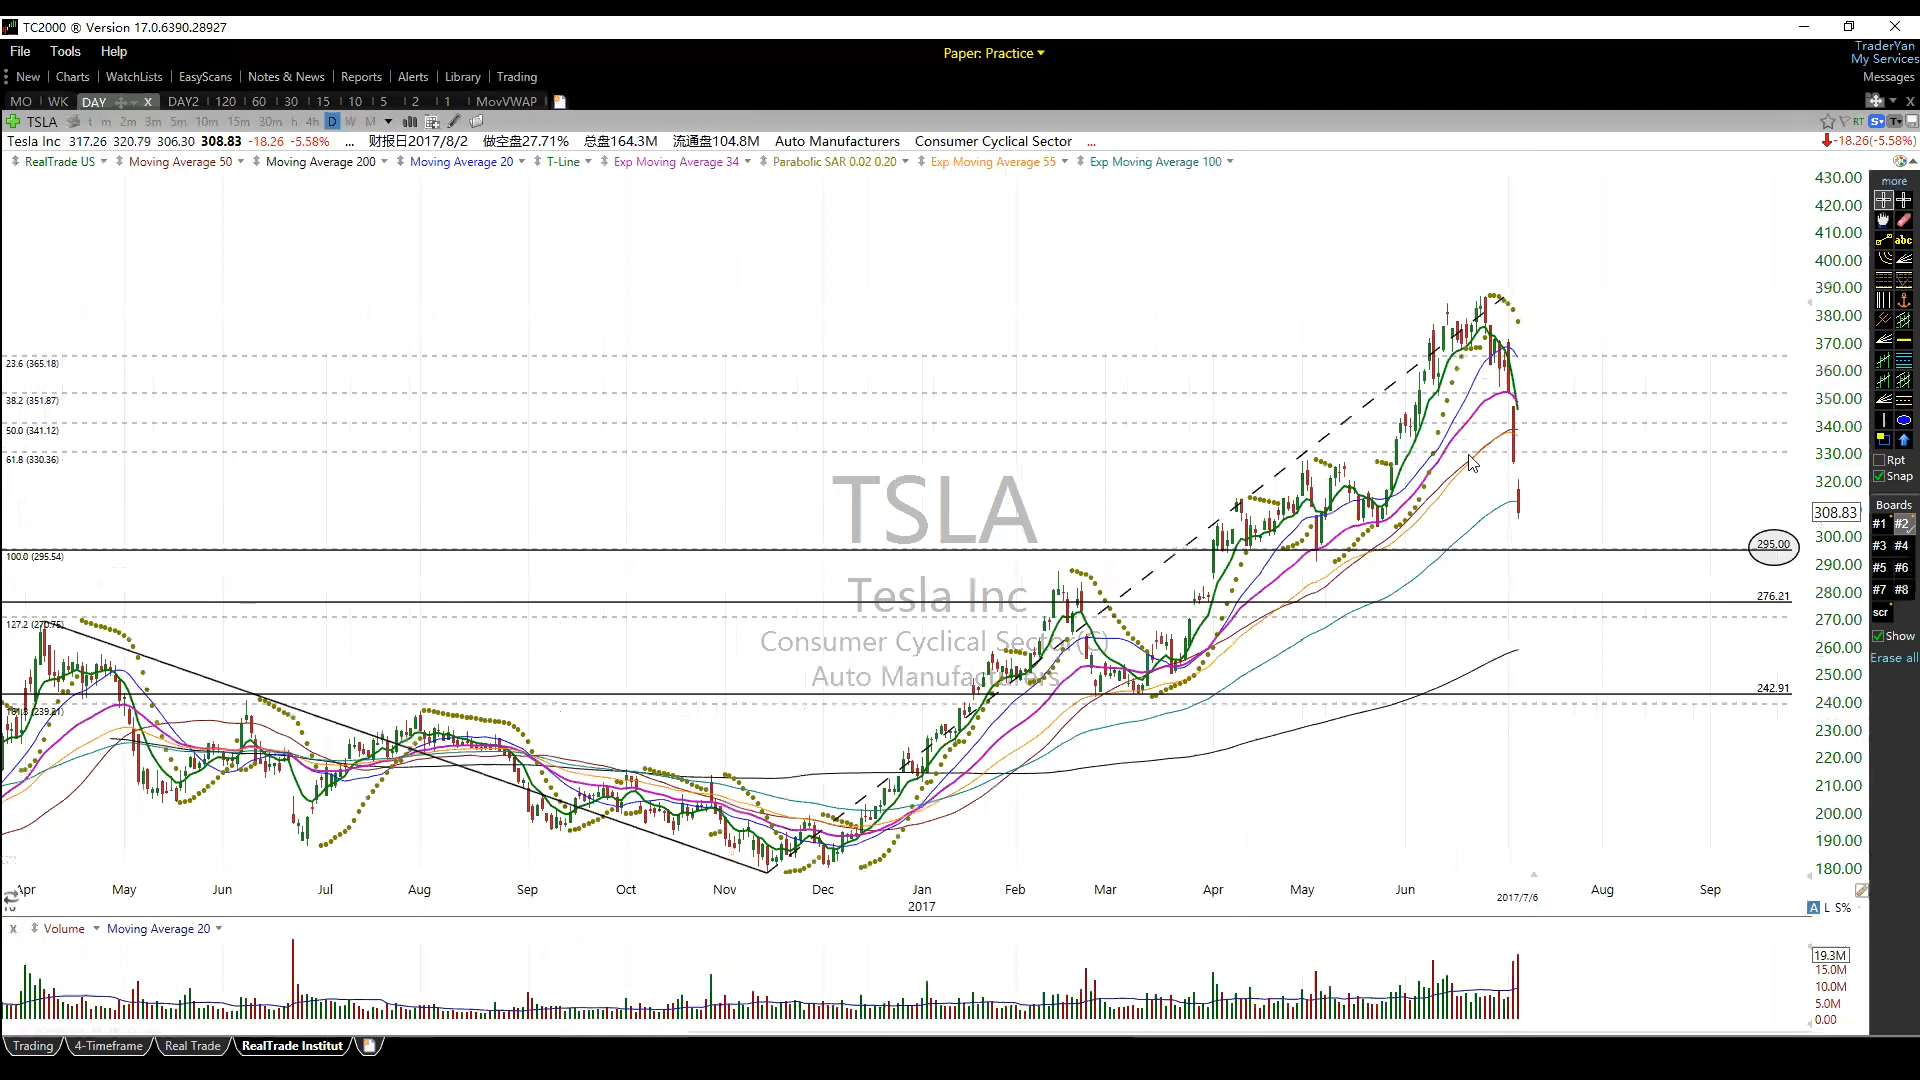 TC2000 ® Version 17.0.6390.28927
File Tools Help
Paper: Practice
TraderYan
My Services
New Charts WatchLists EasyScans Notes & News Reports Alerts Library Trading
Messages
MO WK DAY X DAY2 120 60 30 15 10 5 2 1 MovVWAP
X
TSLA t m 2m 3m 5m 10m 15m 30m h 4h D W M
RT S T
Tesla Inc 317.26 320.79 306.30 308.83 -18.26 -5.58% ... 财报日2017/8/2 做空盘27.71% 总盘164.3M 流通盘104.8M Auto Manufacturers Consumer Cyclical Sector ...
-18.26(-5.58%)
RealTrade US Moving Average 50 Moving Average 200 Moving Average 20 T-Line Exp Moving Average 34 Parabolic SAR 0.02 0.20 Exp Moving Average 55 Exp Moving Average 100
430.00
420.00
410.00
400.00
390.00
380.00
370.00
360.00
350.00
340.00
330.00
320.00
308.83
300.00
290.00
280.00
270.00
260.00
250.00
240.00
230.00
220.00
210.00
200.00
190.00
180.00
23.6 (365.18)
38.2 (351.87)
50.0 (341.12)
61.8 (330.36)
100.0 (295.54)
127.2 (270.75)
295.00
276.21
242.91
TSLA
Tesla Inc
Consumer Cyclical Sector(C)
Auto Manufacturers
more
abc
Rpt
Snap
Boards
#1 #2
#3 #4
#5 #6
#7 #8
scr
Show
Erase all
Apr May Jun Jul Aug Sep Oct Nov Dec Jan Feb Mar Apr May Jun 2017/7/6 Aug Sep
2017
A L S%
x Volume Moving Average 20
19.3M
15.0M
10.0M
5.0M
0.00
Trading 4-Timeframe Real Trade RealTrade Institut